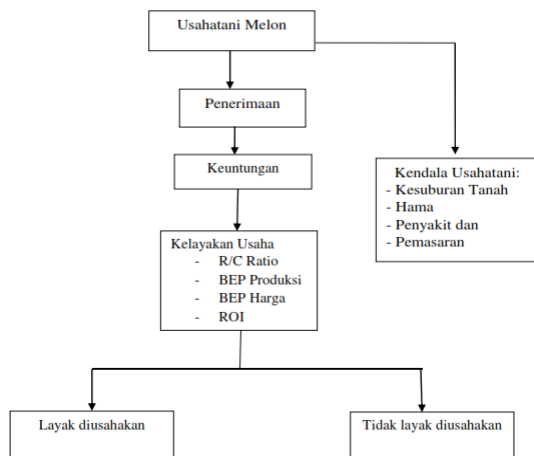 Usahatani Melon
Penerimaan
Keuntungan
Kendala Usahatani:
- Kesuburan Tanah
- Hama
- Penyakit dan
- Pemasaran
Kelayakan Usaha
- R/C Ratio
- BEP Produksi
- BEP Harga
- ROI
Layak diusahakan
Tidak layak diusahakan